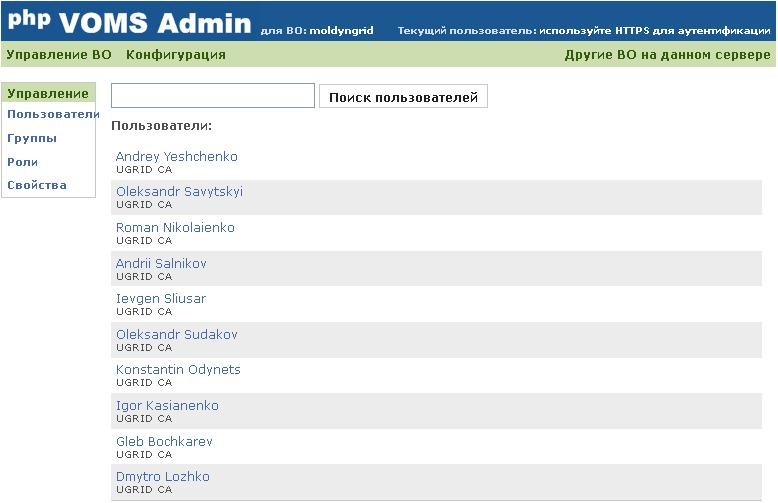 php VOMS Admin для ВО: moldyngrid Текущий пользователь: используйте HTTPS для аутентификации
Управление ВО Конфигурация Другие ВО на данном сервере
Управление
Пользователи
Группы
Роли
Свойства
Поиск пользователей
Пользователи:
Andrey Yeshchenko
UGRID CA
Oleksandr Savytskyi
UGRID CA
Roman Nikolaienko
UGRID CA
Andrii Salnikov
UGRID CA
Ievgen Sliusar
UGRID CA
Oleksandr Sudakov
UGRID CA
Konstantin Odynets
UGRID CA
Igor Kasianenko
UGRID CA
Gleb Bochkarev
UGRID CA
Dmytro Lozhko
UGRID CA